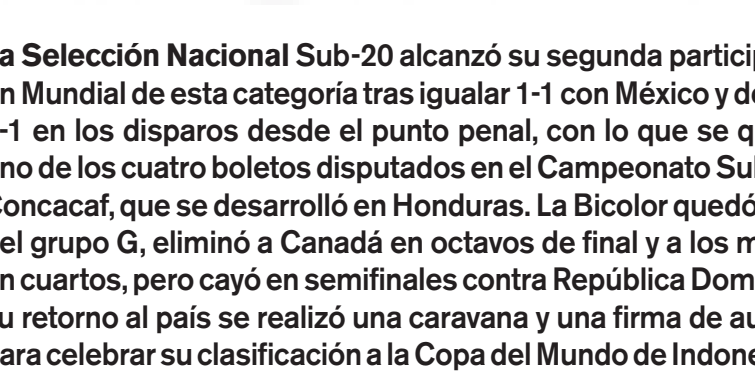 a Selección Nacional Sub-20 alcanzó su segunda particip
n Mundial de esta categoría tras igualar 1-1 con México y de
-1 en los disparos desde el punto penal, con lo que se q
no de los cuatro boletos disputados en el Campeonato Sub
Concacaf, que se desarrolló en Honduras. La Bicolor quedó
el grupo G, eliminó a Canadá en octavos de final y a los m
n cuartos, pero cayó en semifinales contra República Dom
u retorno al país se realizó una caravana y una firma de au
ara celebrar su clasificación a la Copa del Mundo de Indone